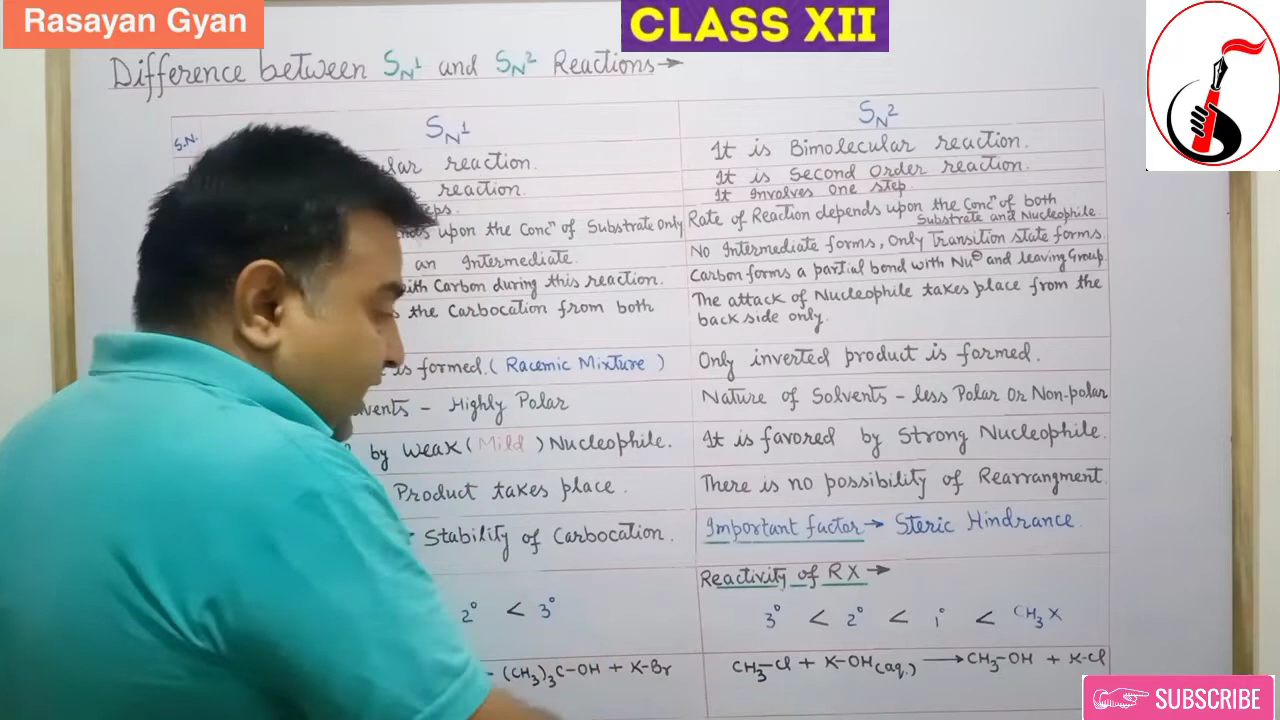 Rasayan Gyan
CLASS XII
Difference between SN1 and SN2 Reactions→
S.N.
SN1
SN2
reaction.
It is Bimolecular reaction.
reaction.
It is Second Order reaction.
It involves one step.
upon the Concn of Substrate Only
Rate of Reaction depends upon the Concn of both
Substrate and Nucleophile.
an Intermediate.
No Intermediate forms, Only Transition state forms.
with Carbon during this reaction.
Carbon forms a partial bond with Nu⊖ and leaving Group.
the Carbocation from both
The attack of Nucleophile takes place from the
back side only.
is formed. (Racemic Mixture)
Only inverted product is formed.
- Highly Polar
Nature of Solvents - less Polar Or Non-polar
by Weak (Mild) Nucleophile.
It is favored by Strong Nucleophile.
Product takes place.
There is no possibility of Rearrangment.
Stability of Carbocation.
Important factor→ Steric Hindrance.
Reactivity of RX →
2° < 3°
3° < 2° < 1° < CH3X
(CH3)3C-OH + K-Br
CH3-Cl + K-OH(aq.) → CH3-OH + K-Cl
SUBSCRIBE